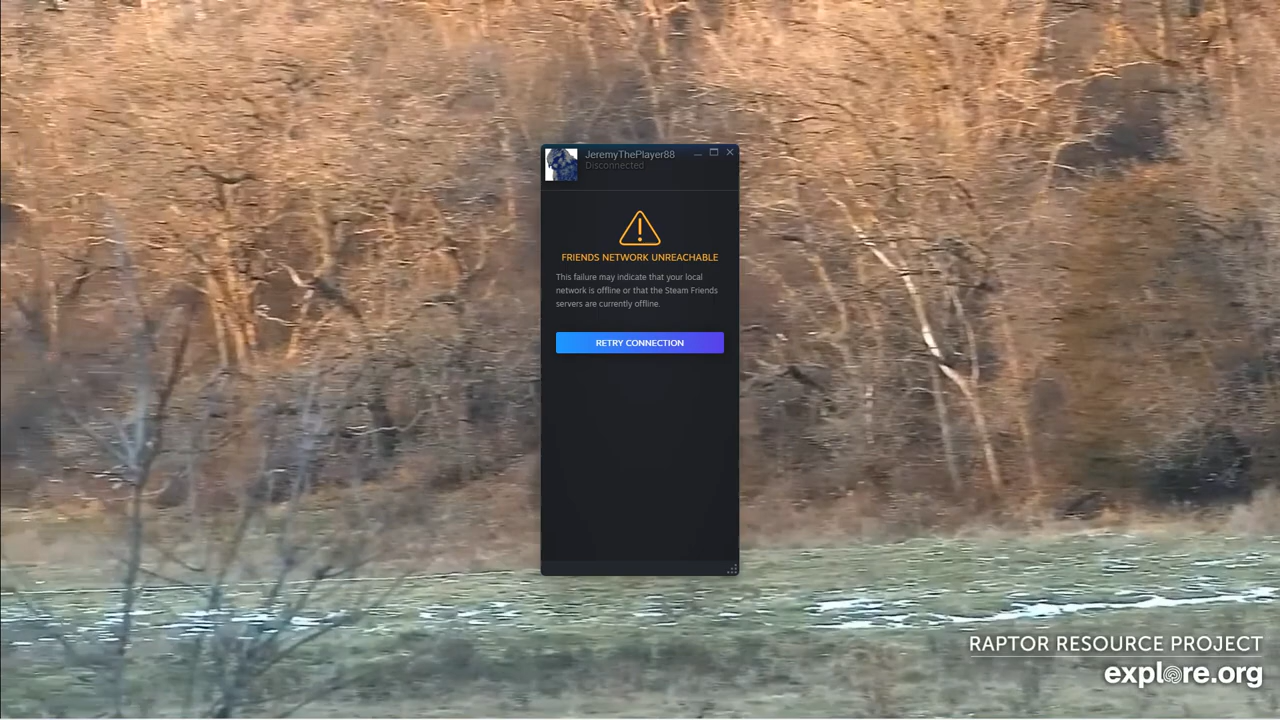 JeremyThePlayer88
Disconnected
FRIENDS NETWORK UNREACHABLE
This failure may indicate that your local
network is offline or that the Steam Friends
servers are currently offline.
RETRY CONNECTION
RAPTOR RESOURCE PROJECT
explore.org